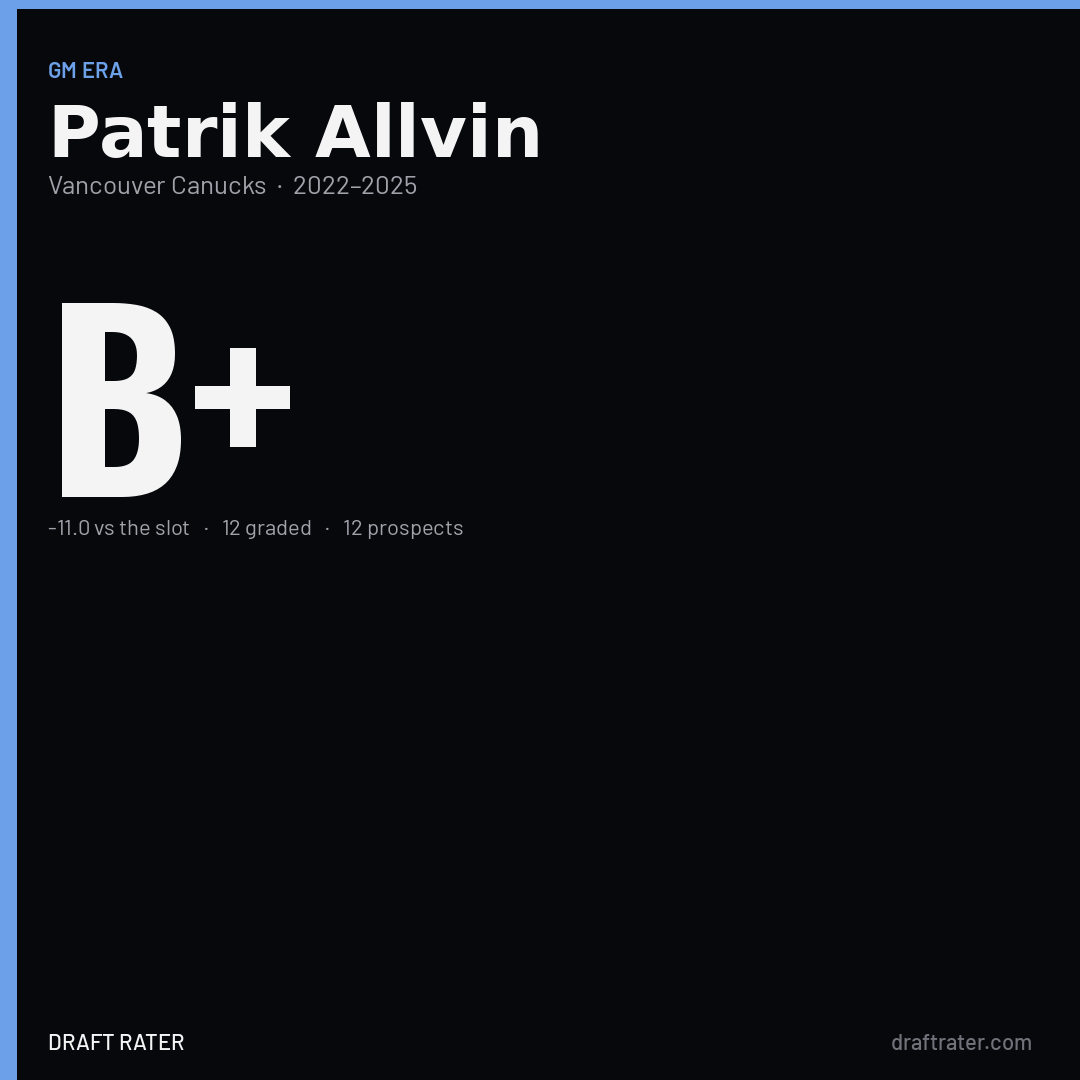 GM ERA
Patrik Allvin
Vancouver Canucks · 2022–2025
B+
-11.0 vs the slot · 12 graded · 12 prospects
DRAFT RATER
draftrater.com